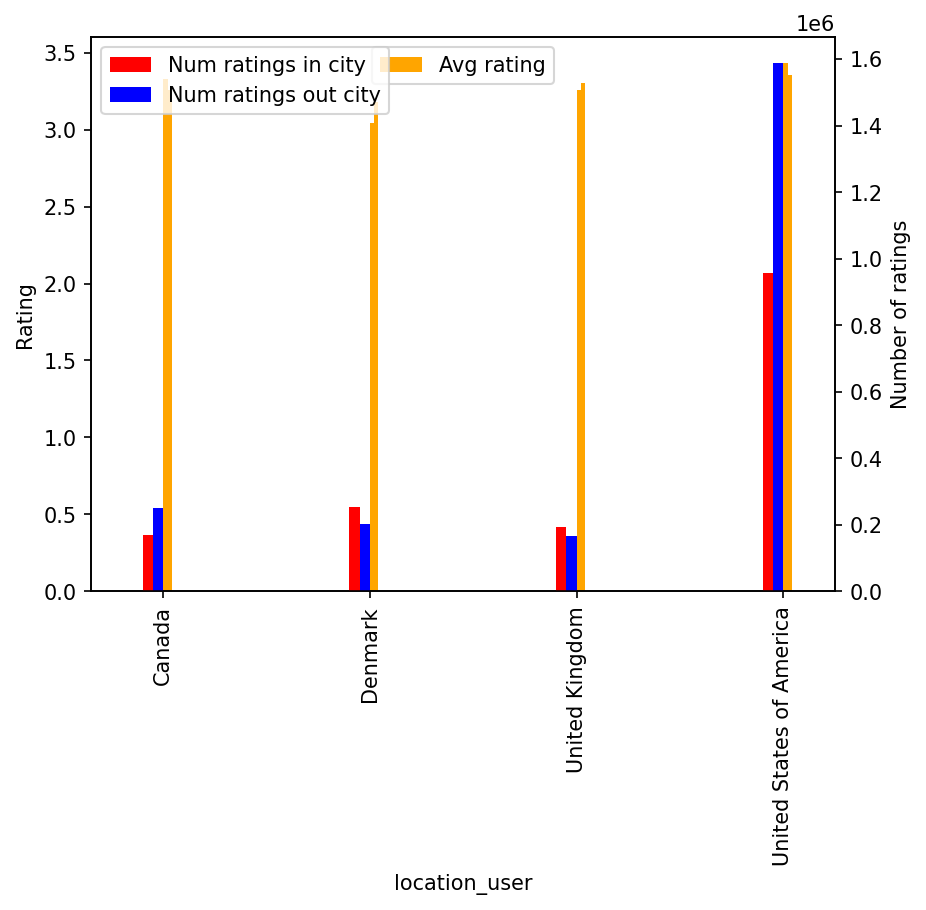 1e6
Num ratings in city
Num ratings out city
Avg rating
3.5
3.0
2.5
2.0
1.5
1.0
0.5
0.0
Rating
1.6
1.4
1.2
1.0
0.8
0.6
0.4
0.2
0.0
Number of ratings
Canada
Denmark
United Kingdom
United States of America
location_user